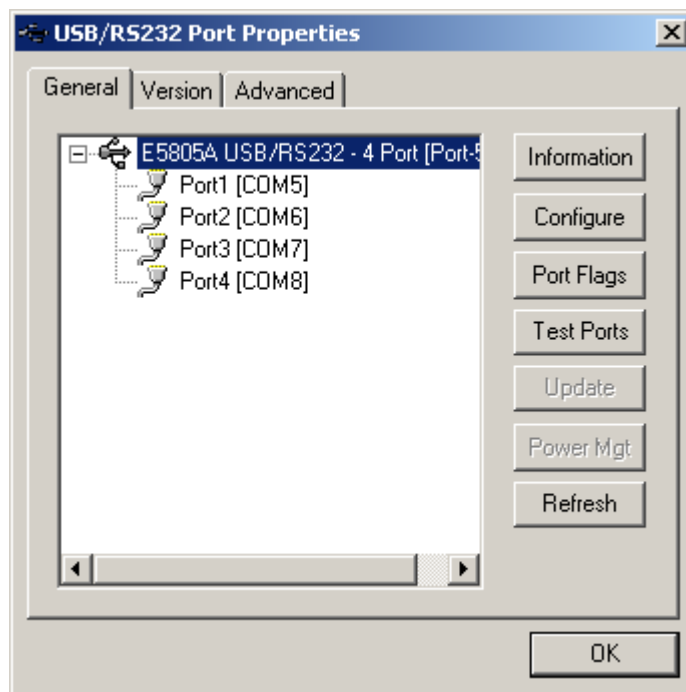 USB/RS232 Port Properties
General
Version
Advanced
E5805A USB/RS232 - 4 Port [Port-5
Port1 [COM5]
Port2 [COM6]
Port3 [COM7]
Port4 [COM8]
Information
Configure
Port Flags
Test Ports
Update
Power Mgt
Refresh
OK